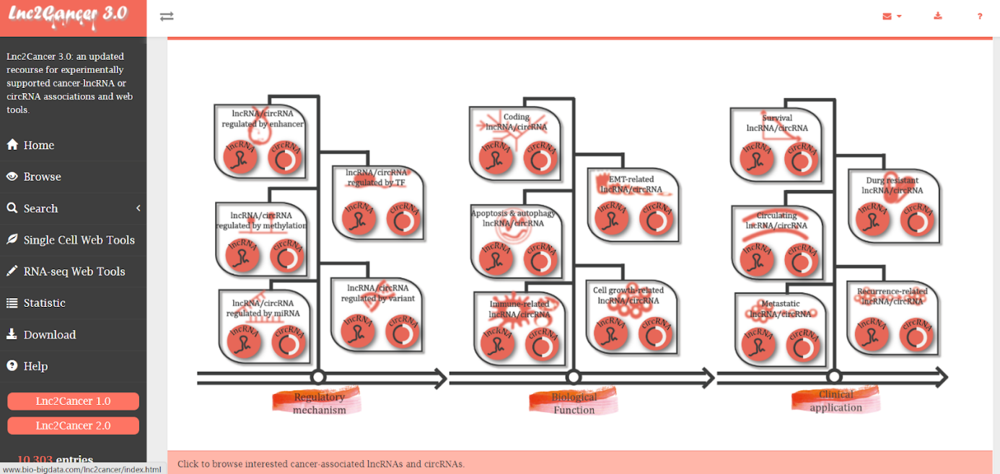 Lnc2Cancer 3.0
Lnc2Cancer 3.0: an updated
recourse for experimentally
supported cancer-lncRNA or
circRNA associations and web
tools.
Home
Browse
Search
Single Cell Web Tools
RNA-seq Web Tools
Statistic
Download
Help
Lnc2Cancer 1.0
Lnc2Cancer 2.0
10,303 entries
www.bio-bigdata.com/lnc2cancer/index.html
?
lncRNA/circRNA
regulated by enhancer
lncRNA circRNA
lncRNA/circRNA
regulated by TF
lncRNA circRNA
lncRNA/circRNA
regulated by methylation
lncRNA circRNA
lncRNA/circRNA
regulated by variant
lncRNA circRNA
lncRNA/circRNA
regulated by miRNA
lncRNA circRNA
Regulatory
mechanism
Coding
lncRNA/circRNA
lncRNA circRNA
EMT-related
lncRNA/circRNA
lncRNA circRNA
Apoptosis & autophagy
lncRNA/circRNA
lncRNA circRNA
Cell growth-related
lncRNA/circRNA
lncRNA circRNA
Immune-related
lncRNA/circRNA
lncRNA circRNA
Biological
Function
Survival
lncRNA/circRNA
lncRNA circRNA
Durg resistant
lncRNA/circRNA
lncRNA circRNA
Circulating
lncRNA/circRNA
lncRNA circRNA
Recurrence-related
lncRNA/circRNA
lncRNA circRNA
Metastatic
lncRNA/circRNA
lncRNA circRNA
Clinical
application
Click to browse interested cancer-associated lncRNAs and circRNAs.